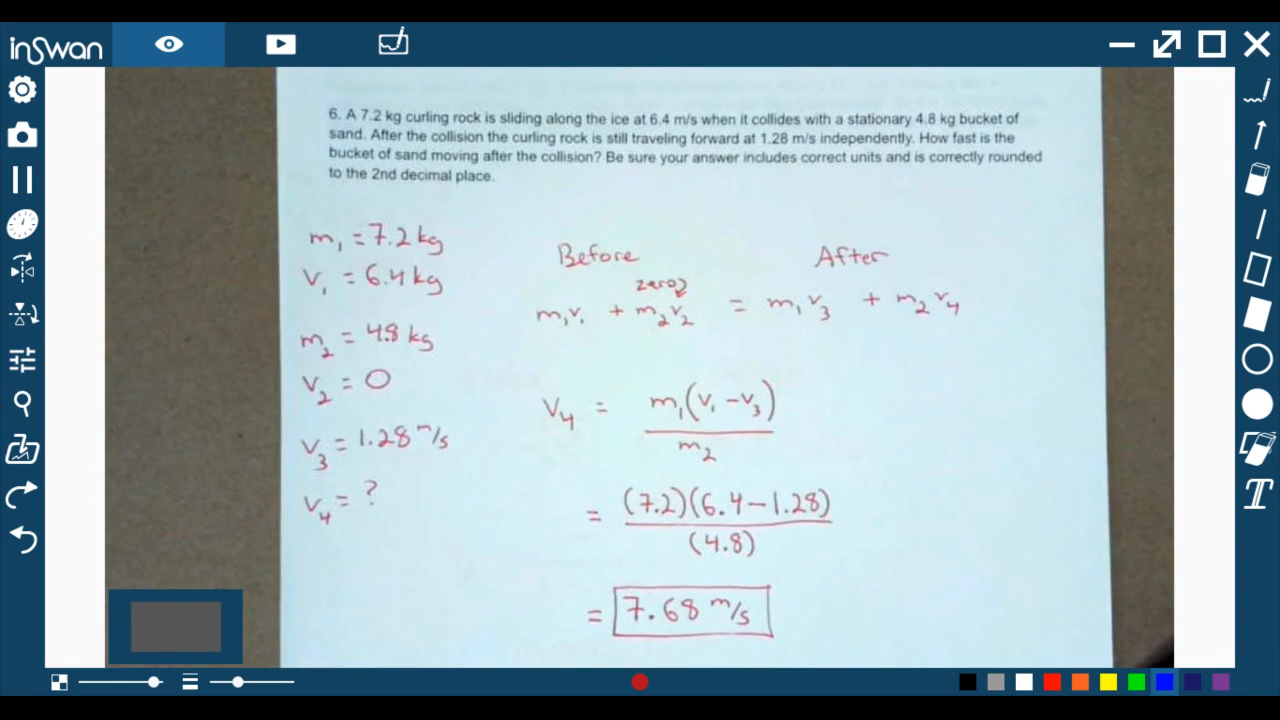 inSwan
6. A 7.2 kg curling rock is sliding along the ice at 6.4 m/s when it collides with a stationary 4.8 kg bucket of
sand. After the collision the curling rock is still traveling forward at 1.28 m/s independently. How fast is the
bucket of sand moving after the collision? Be sure your answer includes correct units and is correctly rounded
to the 2nd decimal place.
m₁ = 7.2 kg
v₁ = 6.4 kg
m₂ = 4.8 kg
v₂ = 0
v₃ = 1.28 m/s
v₄ = ?
Before After
zero
m₁v₁ + m₂v₂ = m₁v₃ + m₂v₄
v₄ = m₁(v₁ - v₃)
m₂
= (7.2)(6.4 - 1.28)
(4.8)
= 7.68 m/s
T